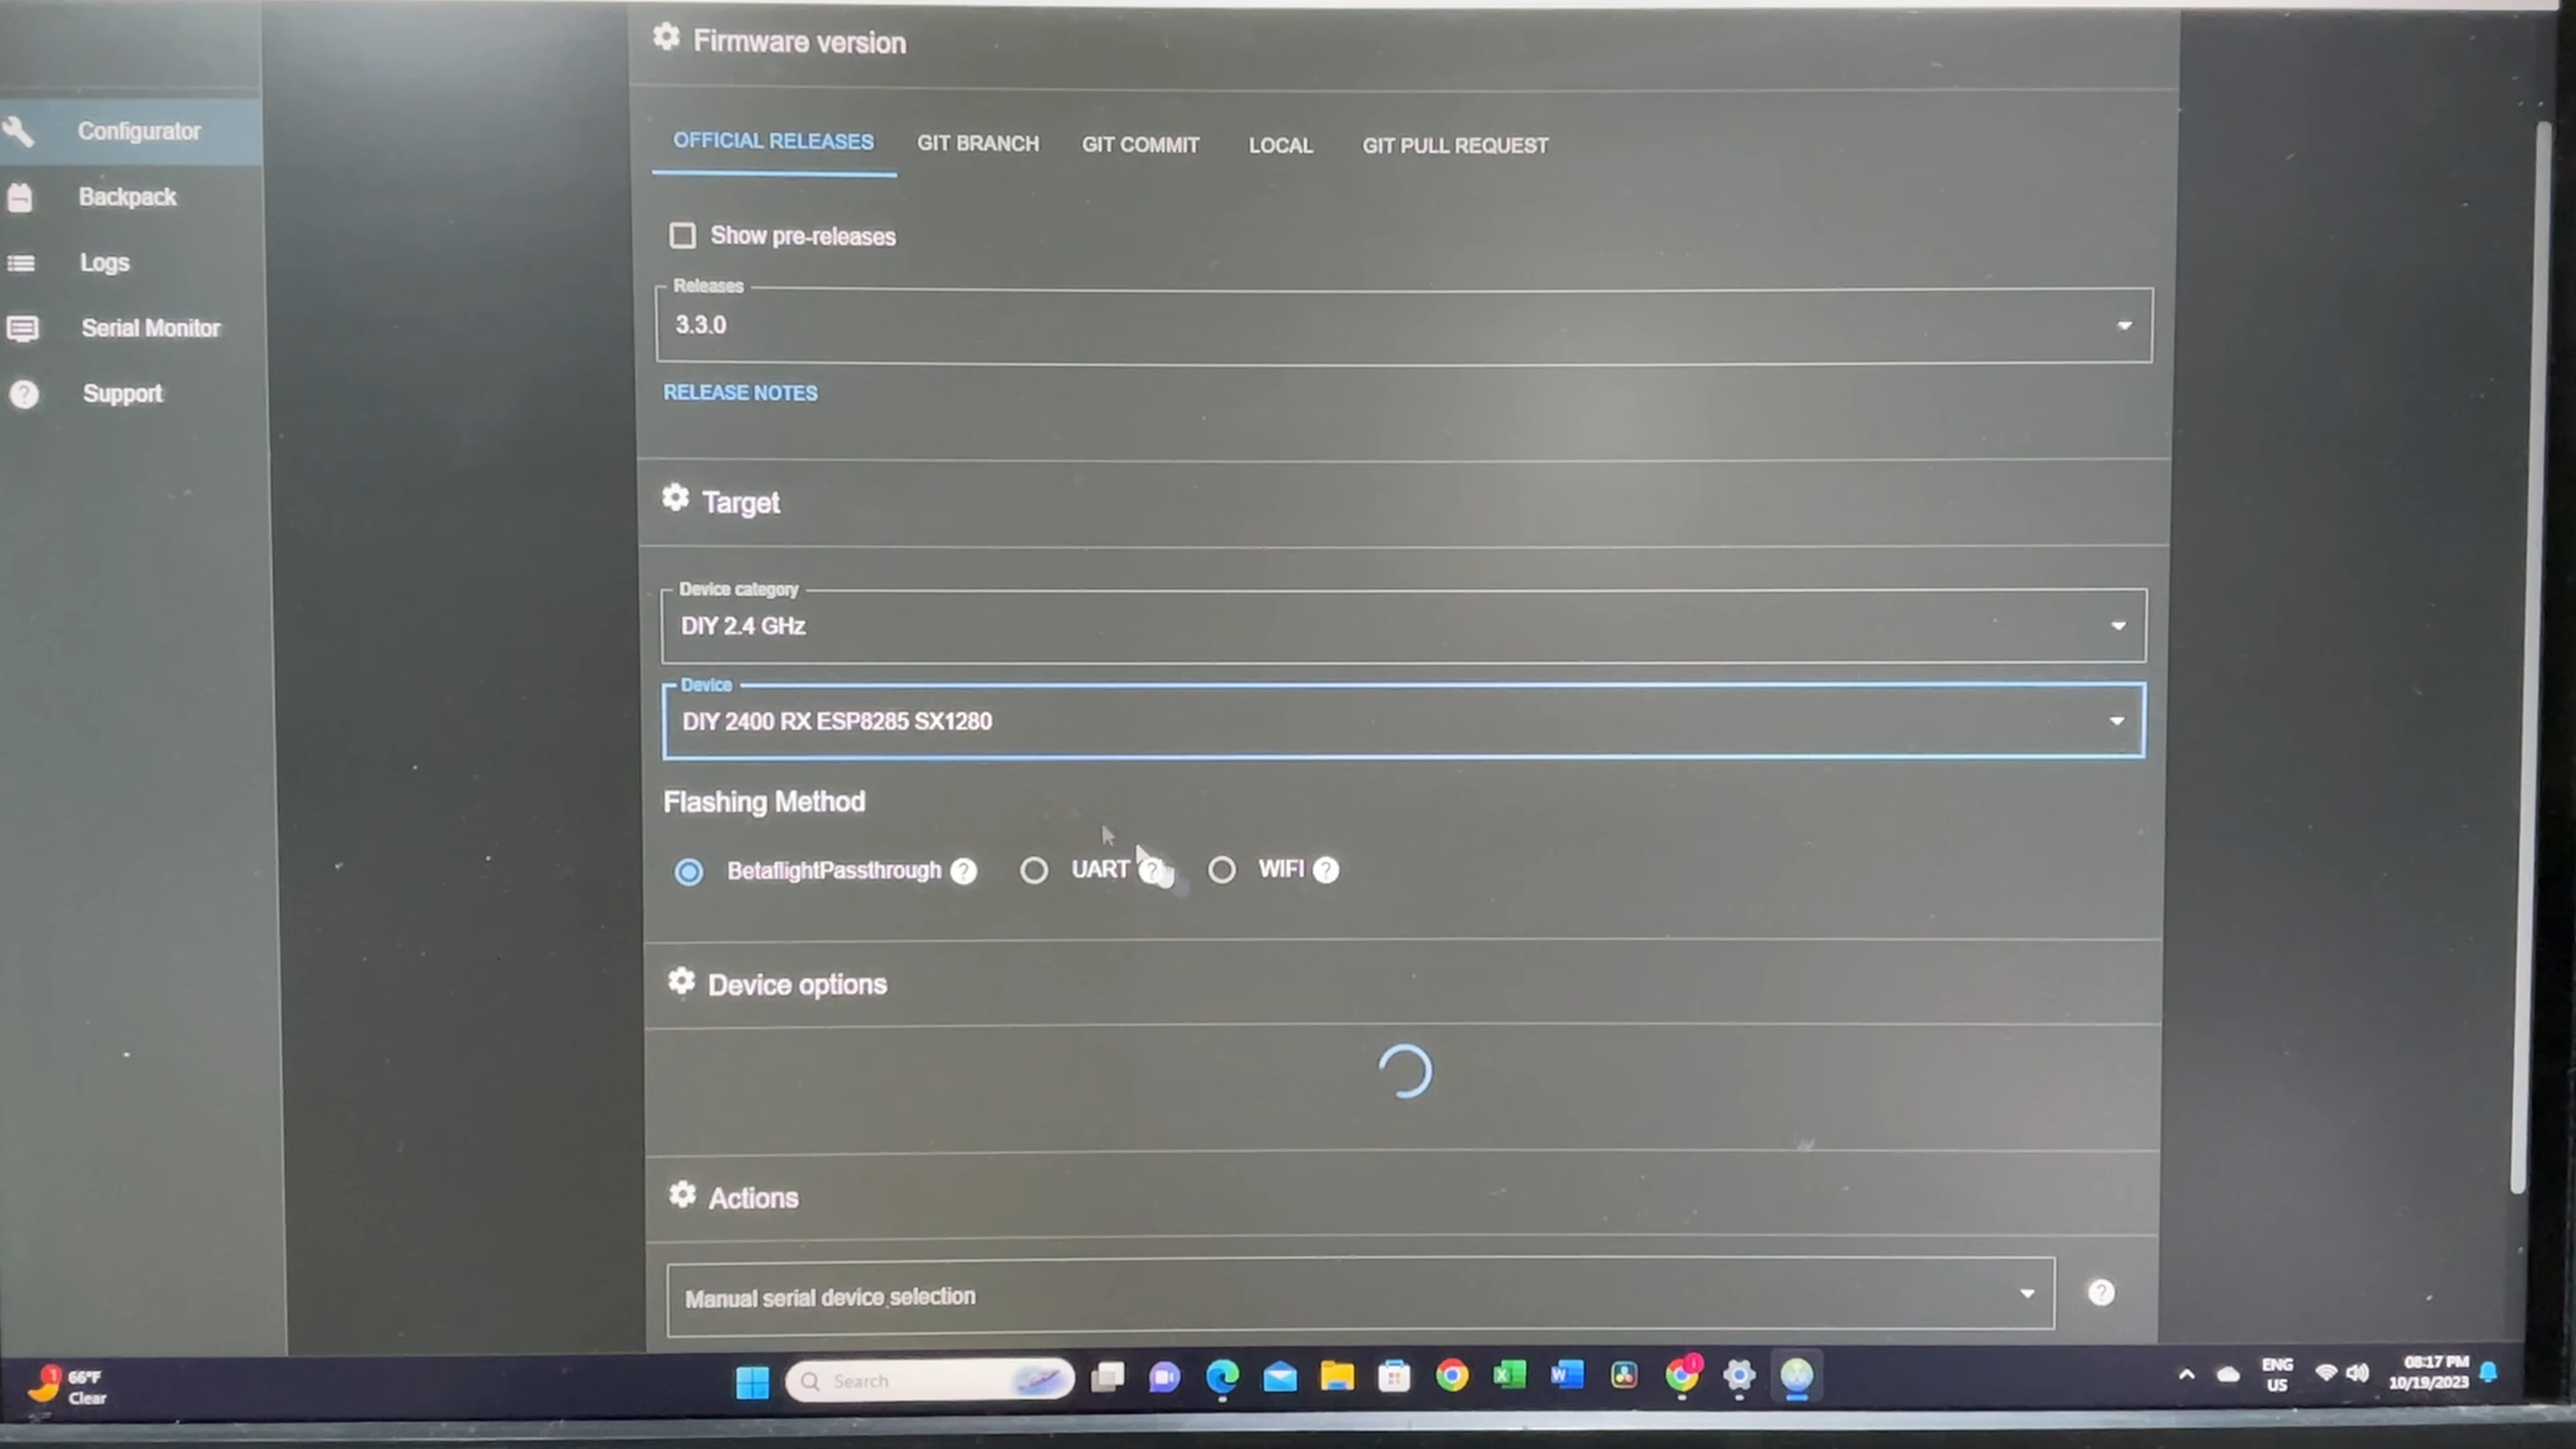 Firmware version
Configurator
Backpack
Logs
Serial Monitor
Support
OFFICIAL RELEASES
GIT BRANCH
GIT COMMIT
LOCAL
GIT PULL REQUEST
Show pre-releases
Releases
3.3.0
RELEASE NOTES
Target
Device category
DIY 2.4 GHz
Device
DIY 2400 RX ESP8285 SX1280
Flashing Method
BetaflightPassthrough ?
UART ?
WIFI ?
Device options
Actions
Manual serial device selection
?
1
66°F
Clear
Search
ENG
US
08:17 PM
10/19/2023